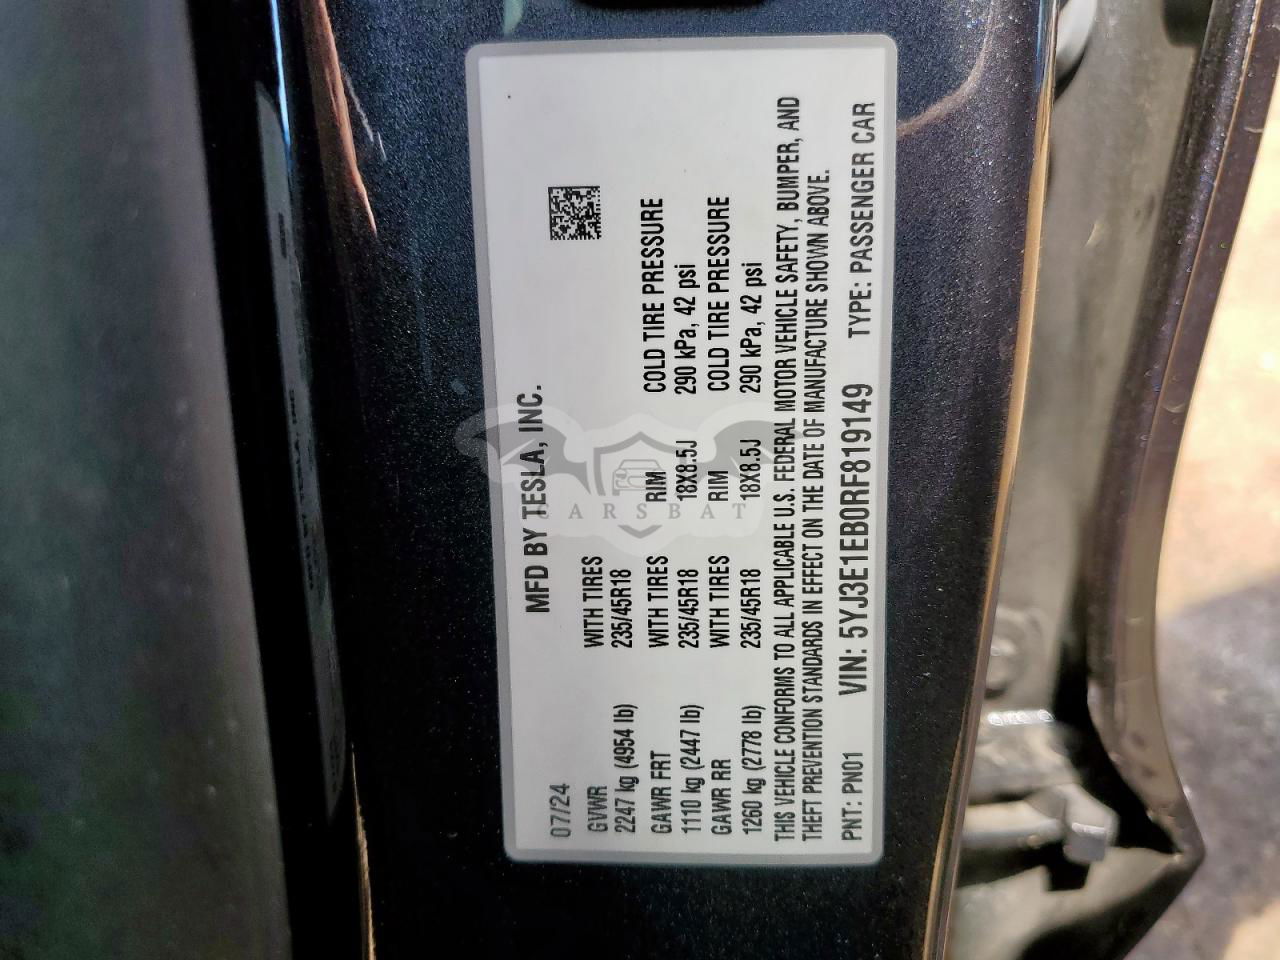 07/24
MFD BY TESLA, INC.
GVWR WITH TIRES
2247 kg (4954 lb) 235/45R18
GAWR FRT WITH TIRES RIM COLD TIRE PRESSURE
1110 kg (2447 lb) 235/45R18 18X8.5J 290 kPa, 42 psi
GAWR RR WITH TIRES RIM COLD TIRE PRESSURE
1260 kg (2778 lb) 235/45R18 18X8.5J 290 kPa, 42 psi
THIS VEHICLE CONFORMS TO ALL APPLICABLE U.S. FEDERAL MOTOR VEHICLE SAFETY, BUMPER, AND
THEFT PREVENTION STANDARDS IN EFFECT ON THE DATE OF MANUFACTURE SHOWN ABOVE.
PNT: PN01 VIN: 5YJ3E1EB0RF819149 TYPE: PASSENGER CAR
CARSBAT